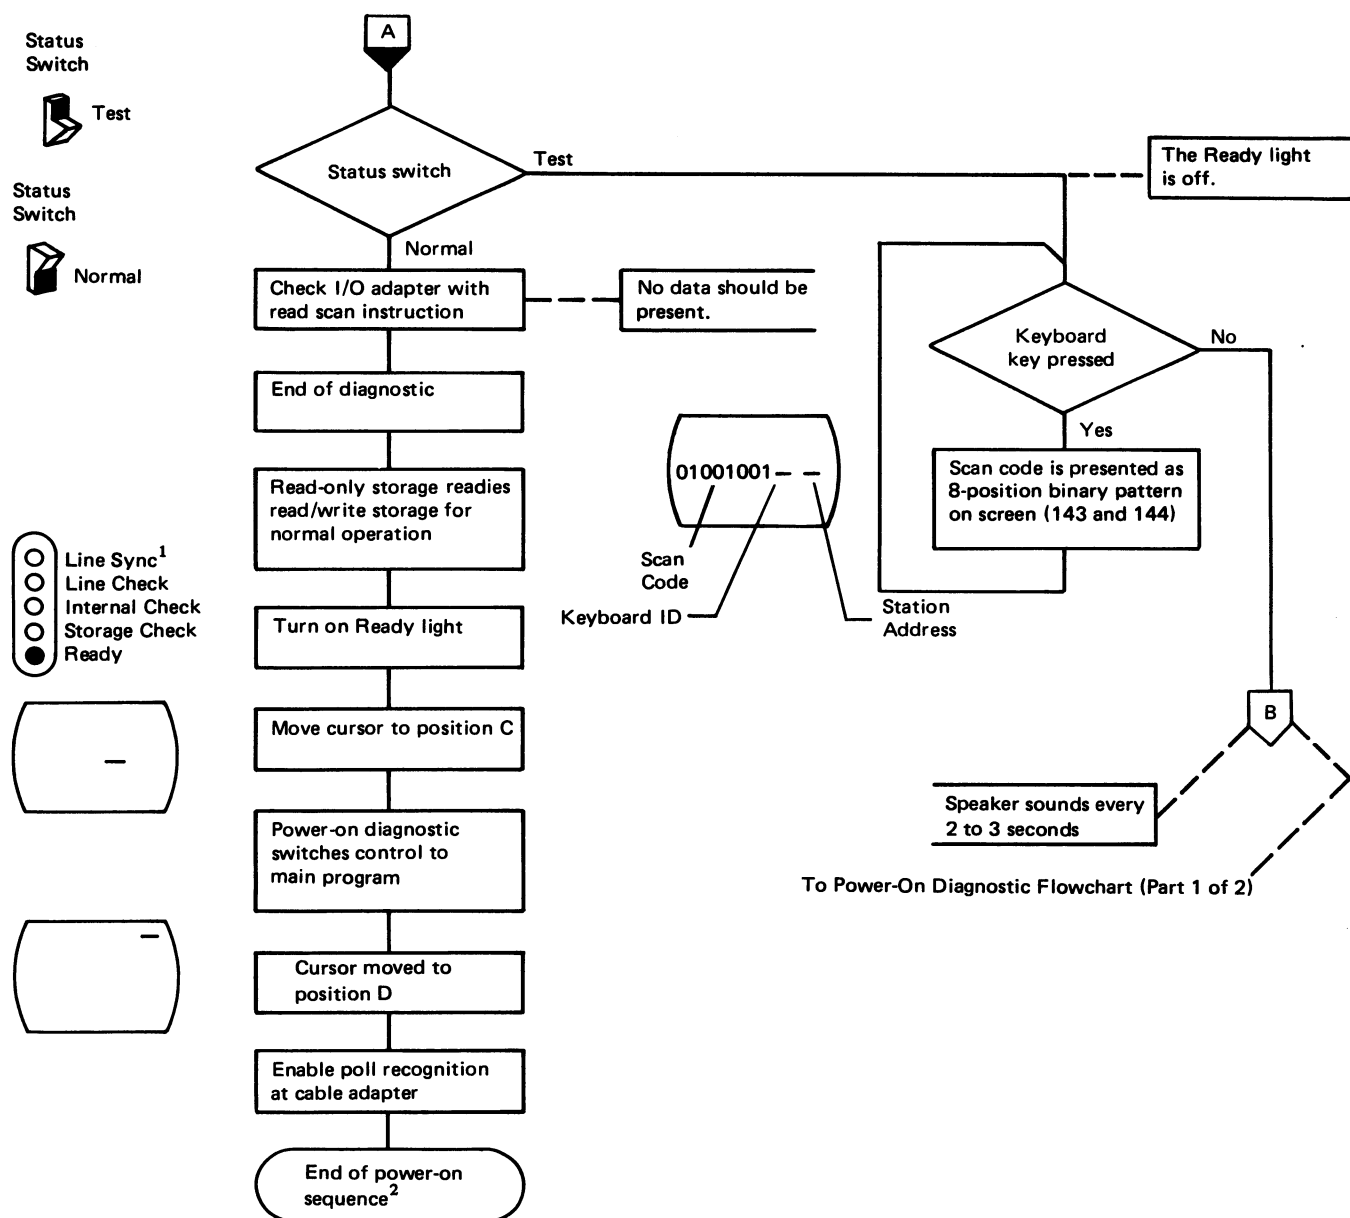 A
Status
Switch
Test
Status
Switch
Normal
Status switch
Test
Normal
The Ready light
is off.
Check I/O adapter with
read scan instruction
No data should be
present.
Keyboard
key pressed
No
Yes
End of diagnostic
Scan code is presented as
8-position binary pattern
on screen (143 and 144)
01001001— —
Scan
Code
Keyboard ID
Station
Address
Read-only storage readies
read/write storage for
normal operation
Line Sync1
Line Check
Internal Check
Storage Check
Ready
Turn on Ready light
Move cursor to position C
B
Speaker sounds every
2 to 3 seconds
To Power-On Diagnostic Flowchart (Part 1 of 2)
Power-on diagnostic
switches control to
main program
Cursor moved to
position D
Enable poll recognition
at cable adapter
End of power-on
sequence2